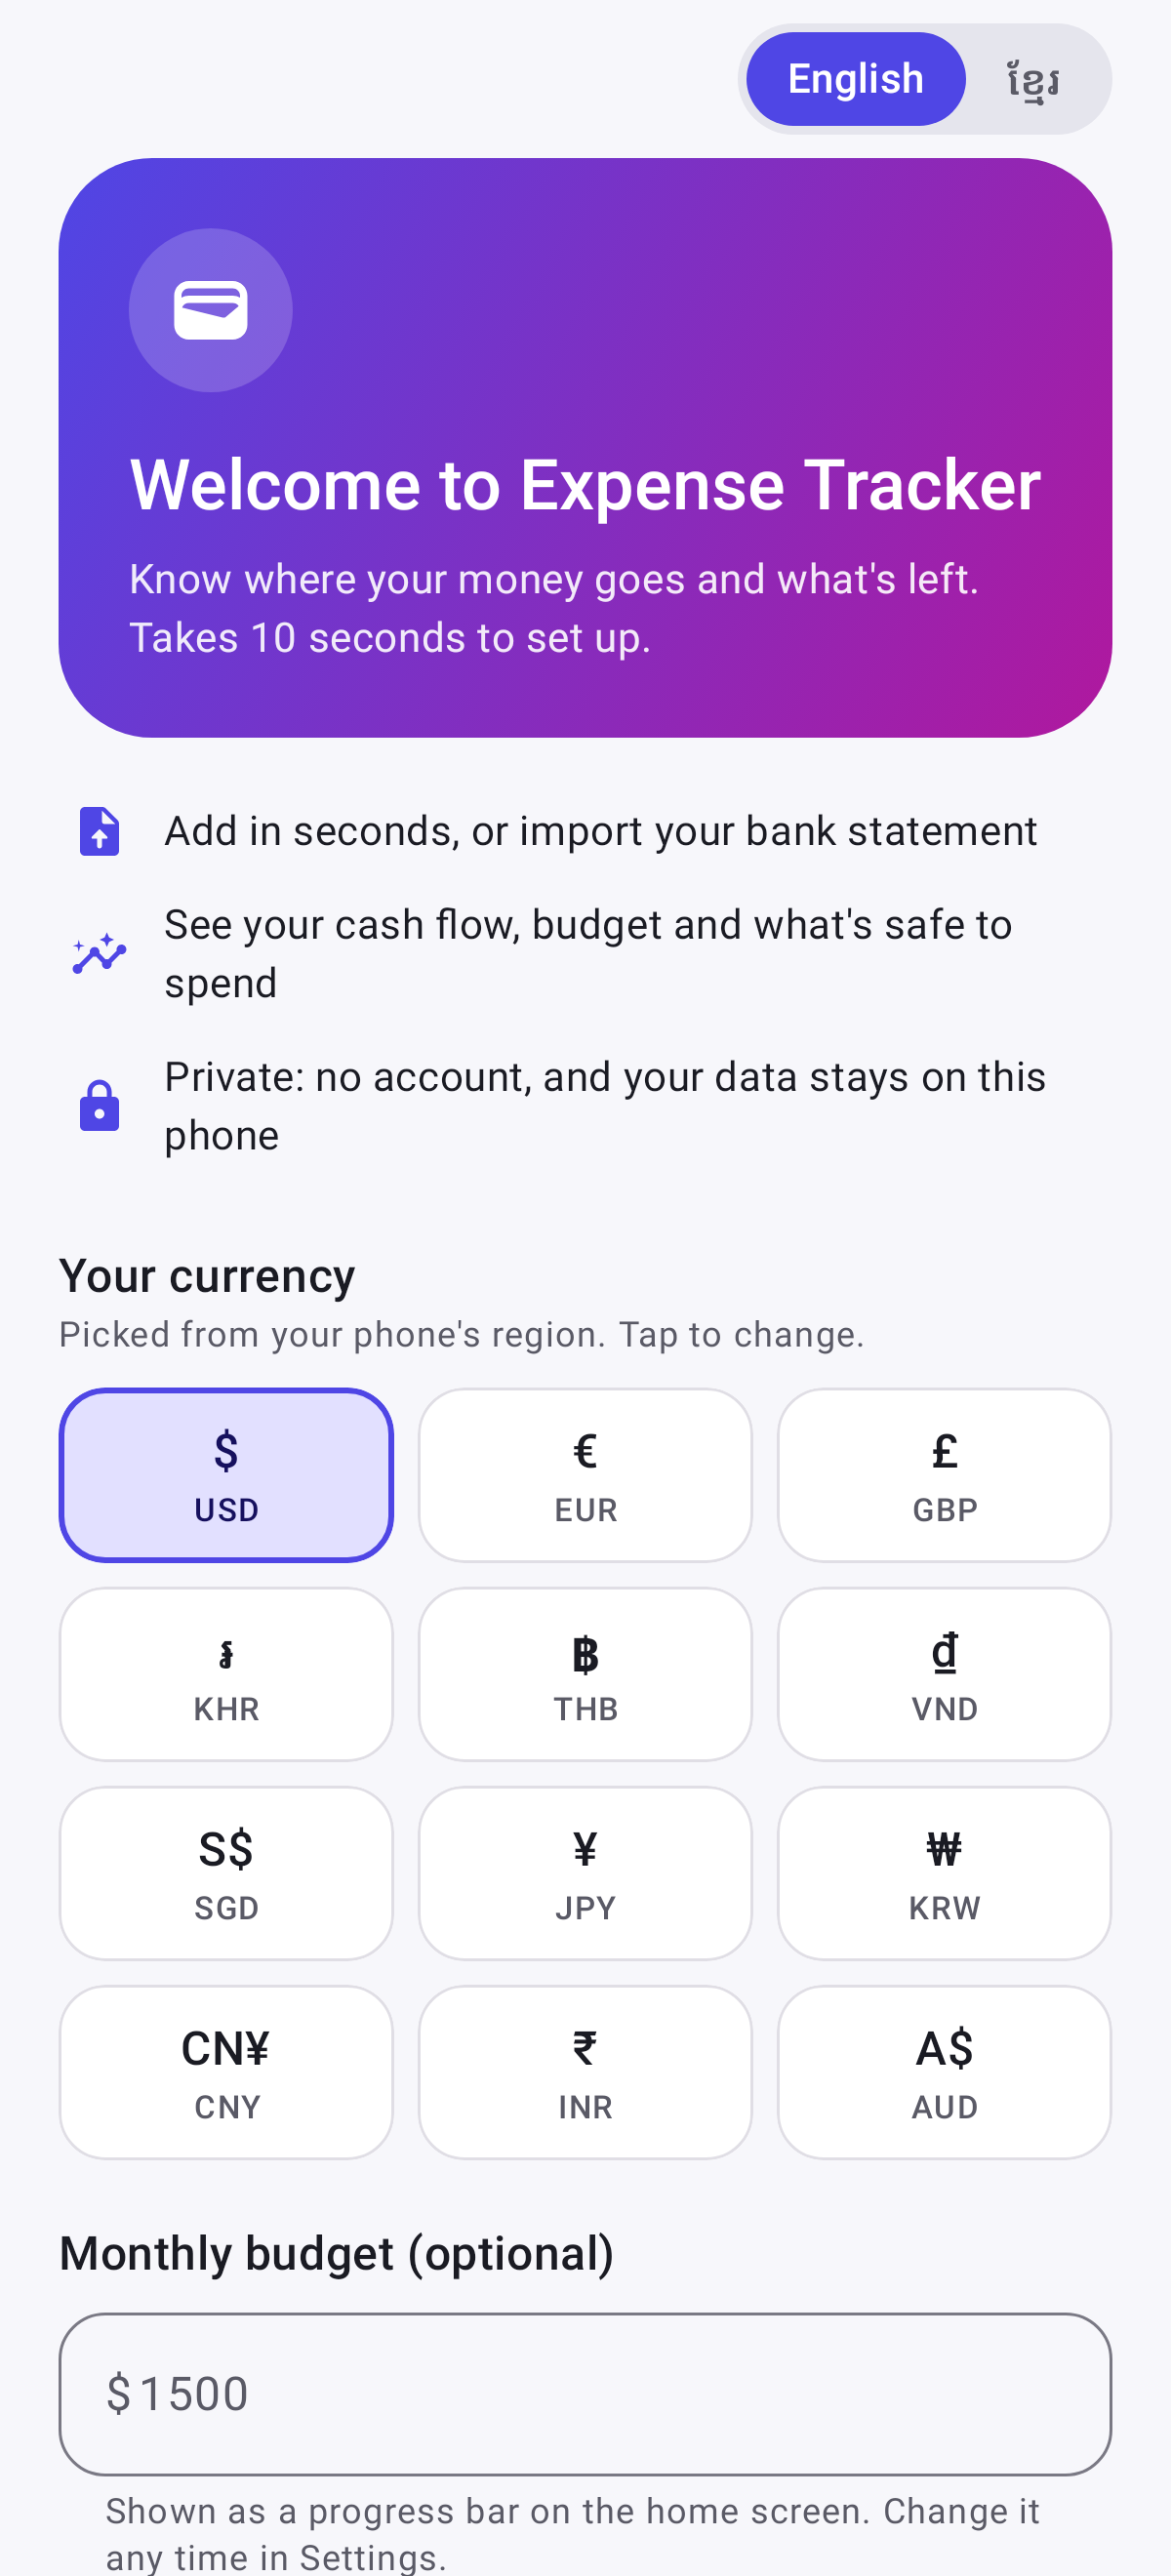 English
ខ្មែរ
Welcome to Expense Tracker
Know where your money goes and what's left.
Takes 10 seconds to set up.
Add in seconds, or import your bank statement
See your cash flow, budget and what's safe to
spend
Private: no account, and your data stays on this
phone
Your currency
Picked from your phone's region. Tap to change.
$ € £
USD EUR GBP
៛ ฿ ₫
KHR THB VND
S$ ¥ ₩
SGD JPY KRW
CN¥ ₹ A$
CNY INR AUD
Monthly budget (optional)
$ 1500
Shown as a progress bar on the home screen. Change it
any time in Settings.